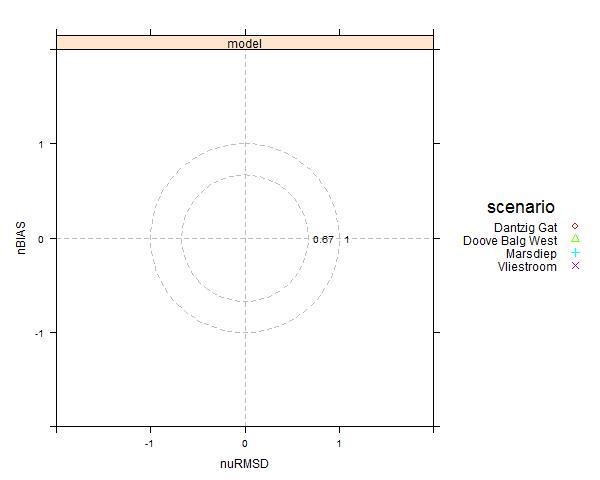 model
1
0
-1
nBIAS
0.67 1
-1 0 1
nuRMSD
scenario
Dantzig Gat
Doove Balg West
Marsdiep
Vliestroom